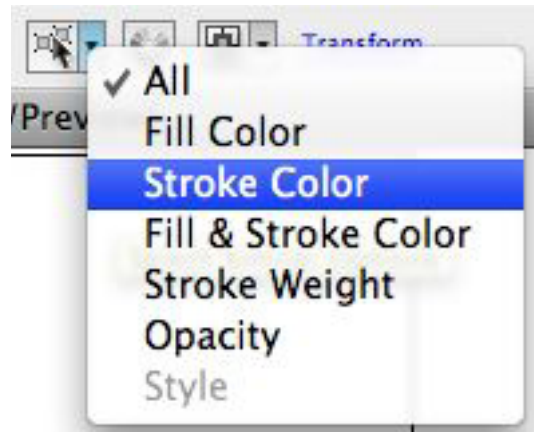 Transform
/Prev
All
Fill Color
Stroke Color
Fill & Stroke Color
Stroke Weight
Opacity
Style